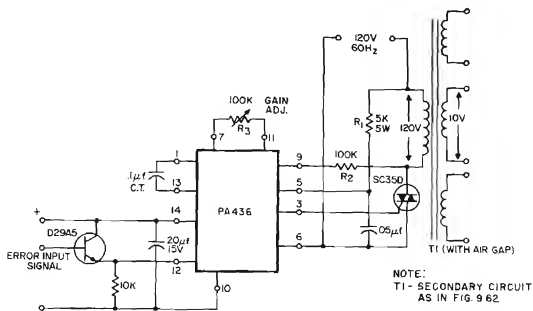 120V
60Hz
100K GAIN
ADJ.
R3
7
11
R1
5K
5W
120V
10V
1
9
100K
R2
.1μf
C.T.
13
5
SC35D
3
14
PA436
+
D29A5
20μf
15V
6
.05μf
ERROR INPUT
SIGNAL
12
10K
10
T1 (WITH AIR GAP)
NOTE:
T1 - SECONDARY CIRCUIT
AS IN FIG. 9.62